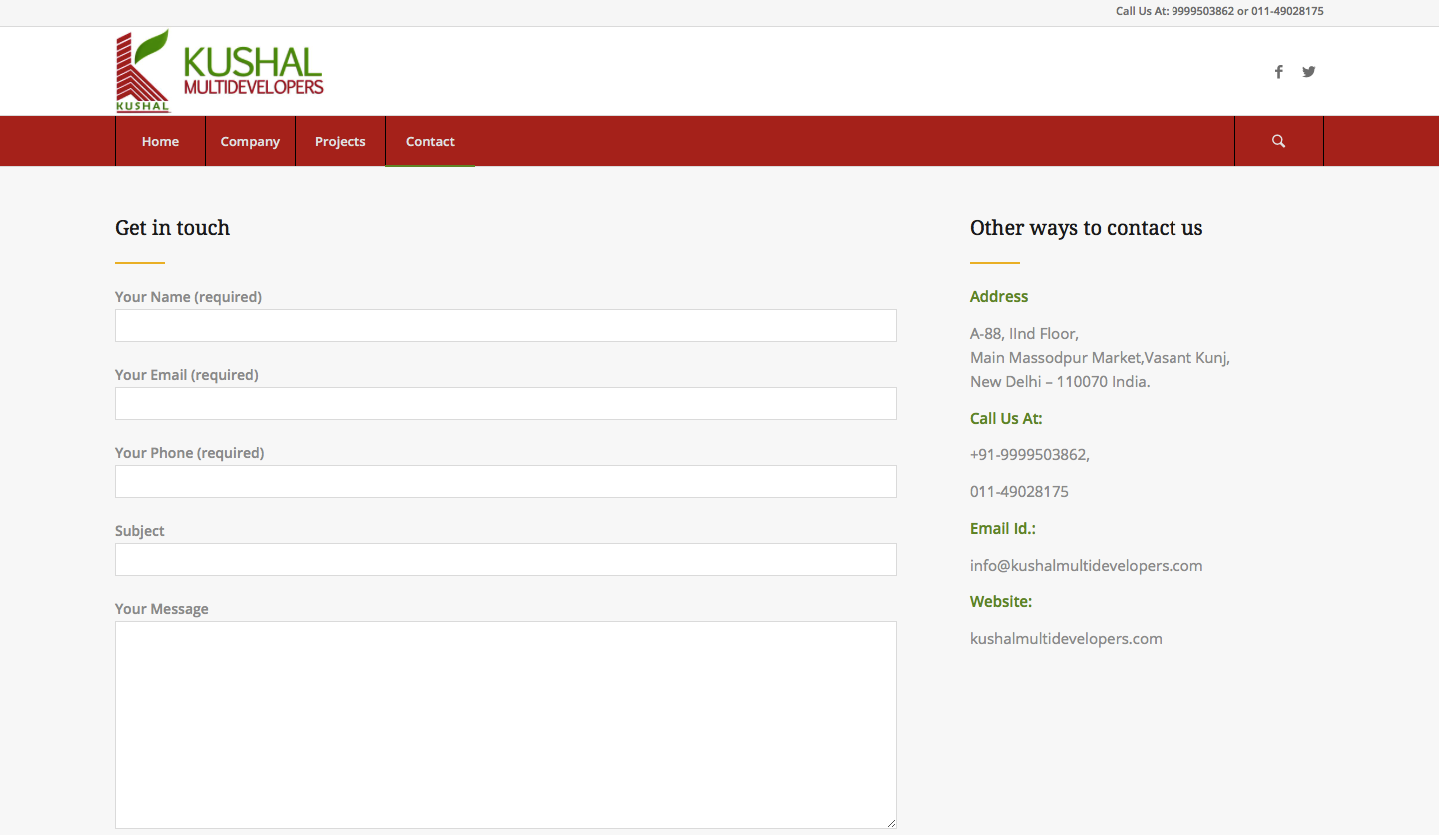 Call Us At: 9999503862 or 011-49028175
KUSHAL
KUSHAL
MULTIDEVELOPERS
Home Company Projects Contact
Get in touch
Your Name (required)
Your Email (required)
Your Phone (required)
Subject
Your Message
Other ways to contact us
Address
A-88, IInd Floor,
Main Massodpur Market,Vasant Kunj,
New Delhi – 110070 India.
Call Us At:
+91-9999503862,
011-49028175
Email Id.:
info@kushalmultidevelopers.com
Website:
kushalmultidevelopers.com